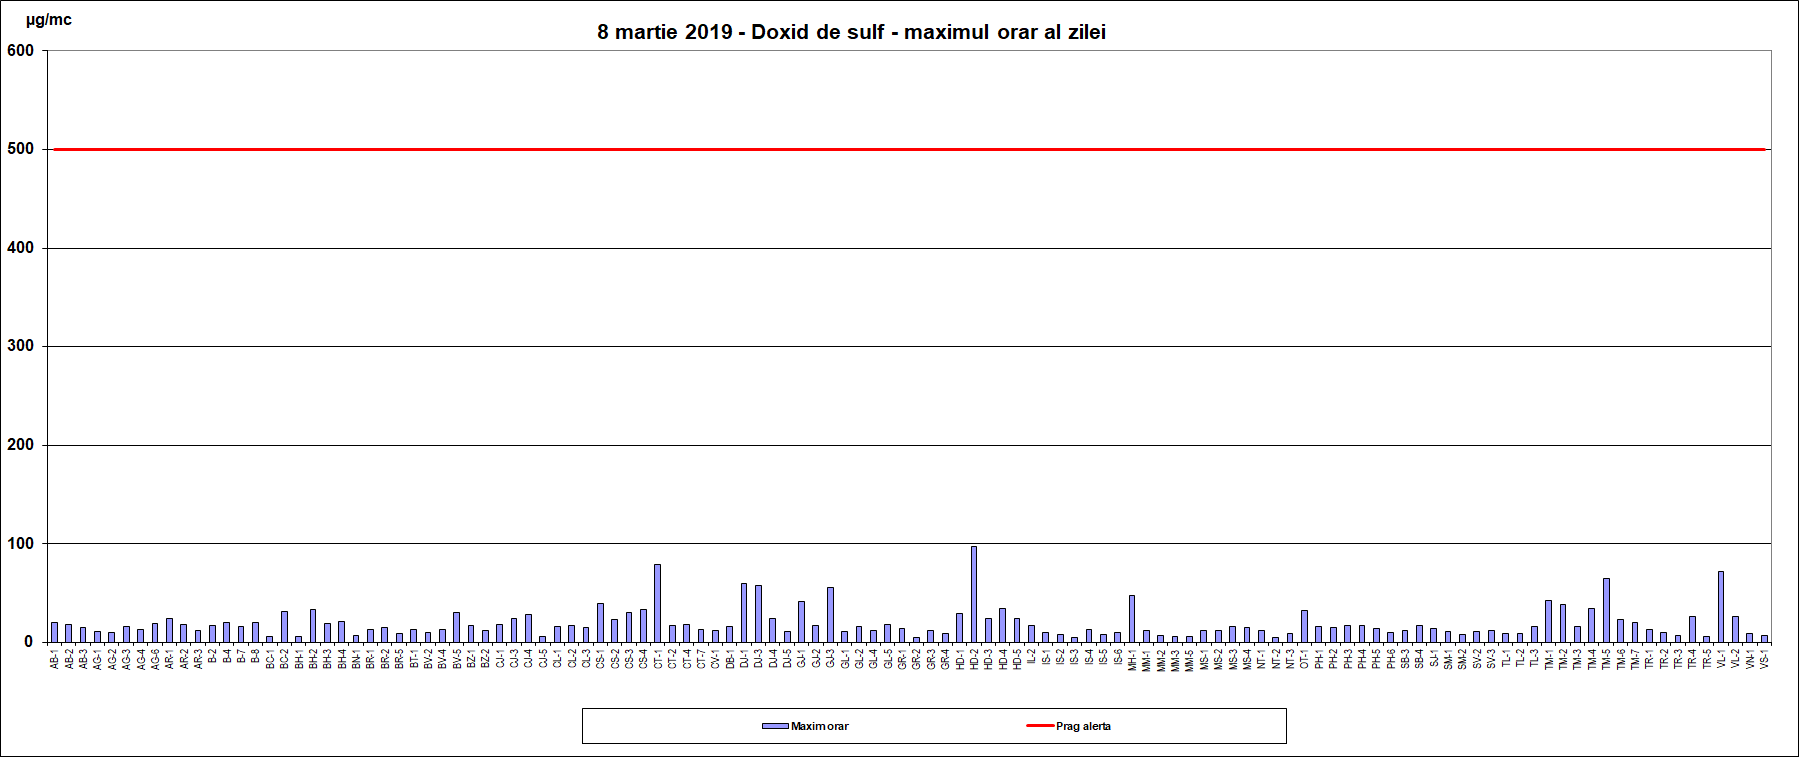 µg/mc
8 martie 2019 - Doxid de sulf - maximul orar al zilei
600
500
400
300
200
100
0
AB-1 AB-2 AB-3 AG-1 AG-2 AG-3 AG-4 AG-6 AR-1 AR-2 AR-3 B-2 B-4 B-7 B-8 BC-1 BC-2 BH-1 BH-2 BH-3 BH-4 BN-1 BR-1 BR-2 BR-5 BT-1 BV-2 BV-4 BV-5 BZ-1 BZ-2 CJ-1 CJ-3 CJ-4 CJ-5 CL-1 CL-2 CL-3 CS-1 CS-2 CS-3 CS-4 CT-1 CT-2 CT-4 CT-7 CV-1 DB-1 DJ-1 DJ-3 DJ-4 DJ-5 GJ-1 GJ-2 GJ-3 GL-1 GL-2 GL-4 GL-5 GR-1 GR-2 GR-3 GR-4 HD-1 HD-2 HD-3 HD-4 HD-5 IL-2 IS-1 IS-2 IS-3 IS-4 IS-5 IS-6 MH-1 MM-1 MM-2 MM-3 MM-5 MS-1 MS-2 MS-3 MS-4 NT-1 NT-2 NT-3 OT-1 PH-1 PH-2 PH-3 PH-4 PH-5 PH-6 SB-3 SB-4 SJ-1 SM-1 SM-2 SV-2 SV-3 TL-1 TL-2 TL-3 TM-1 TM-2 TM-3 TM-4 TM-5 TM-6 TM-7 TR-1 TR-2 TR-3 TR-4 TR-5 VL-1 VL-2 VN-1 VS-1
Maxim orar
Prag alerta